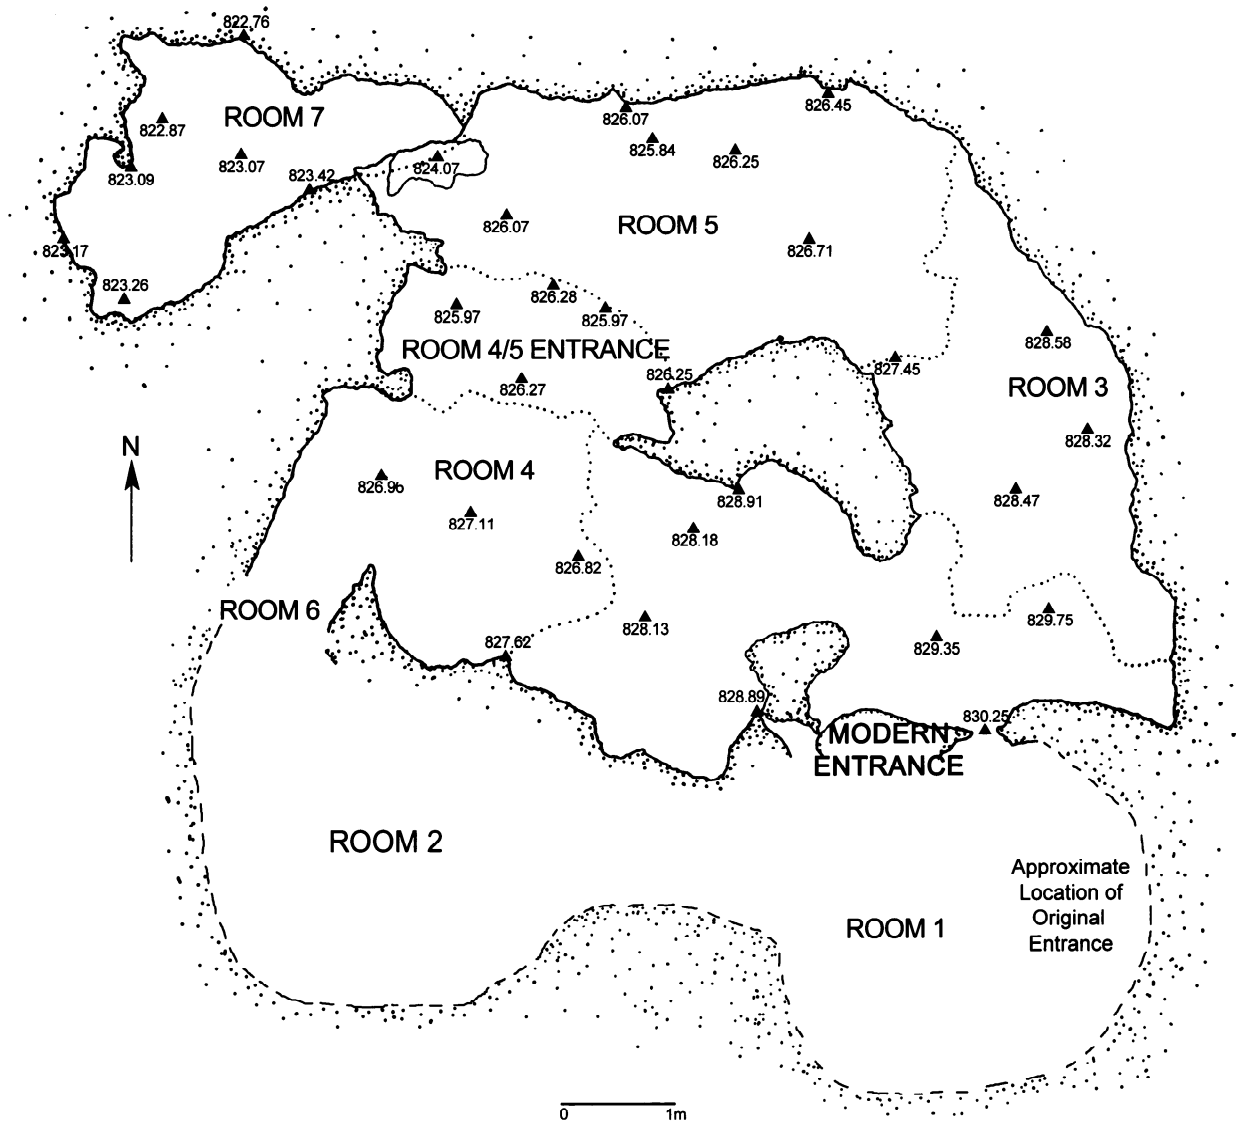 822.76
826.45
826.07
ROOM 7
822.87
825.84
826.25
823.07
824.07
823.42
823.09
826.07
ROOM 5
826.71
823.17
823.26
826.28
825.97
825.97
828.58
ROOM 4/5 ENTRANCE
827.45
826.25
826.27
ROOM 3
N
828.32
ROOM 4
826.96
828.47
828.91
827.11
828.18
826.82
ROOM 6
829.75
828.13
827.62
829.35
828.89
830.25
MODERN
ENTRANCE
ROOM 2
Approximate
Location of
Original
Entrance
ROOM 1
0 1m